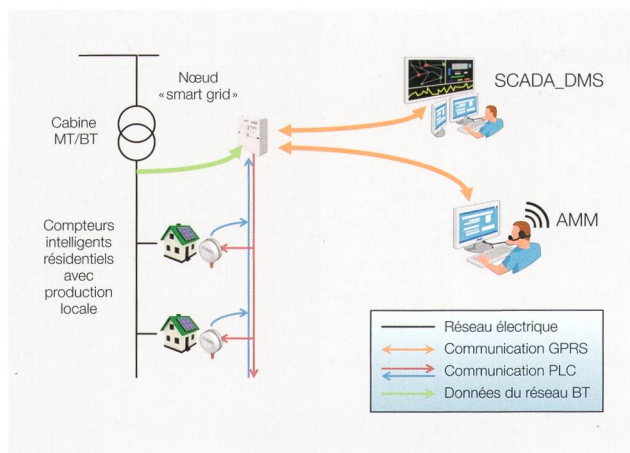 Nœud
«smart grid»
SCADA_DMS
Cabine
MT/BT
AMM
Compteurs
intelligents
résidentiels
avec
production
locale
Réseau électrique
Communication GPRS
Communication PLC
Données du réseau BT